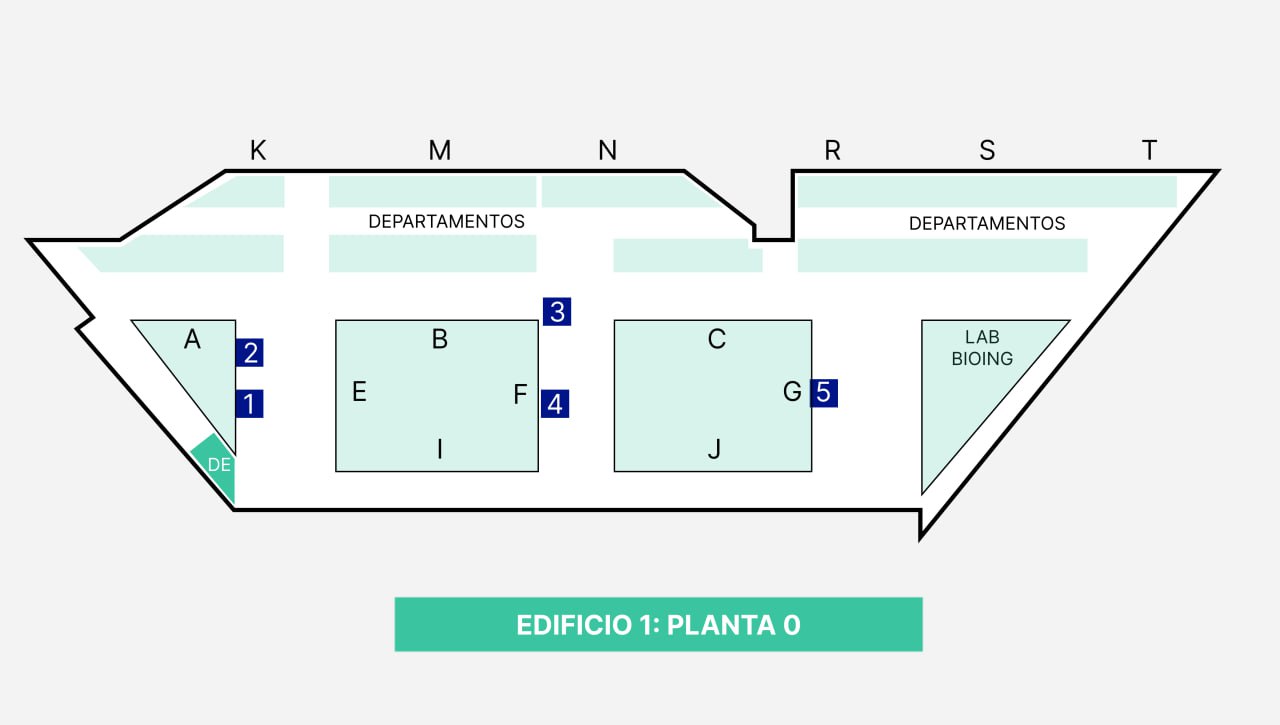 K M N R S T
DEPARTAMENTOS DEPARTAMENTOS
3
A B C LAB
BIOING
2
E F G 5
1 4
I J
DE
EDIFICIO 1: PLANTA 0